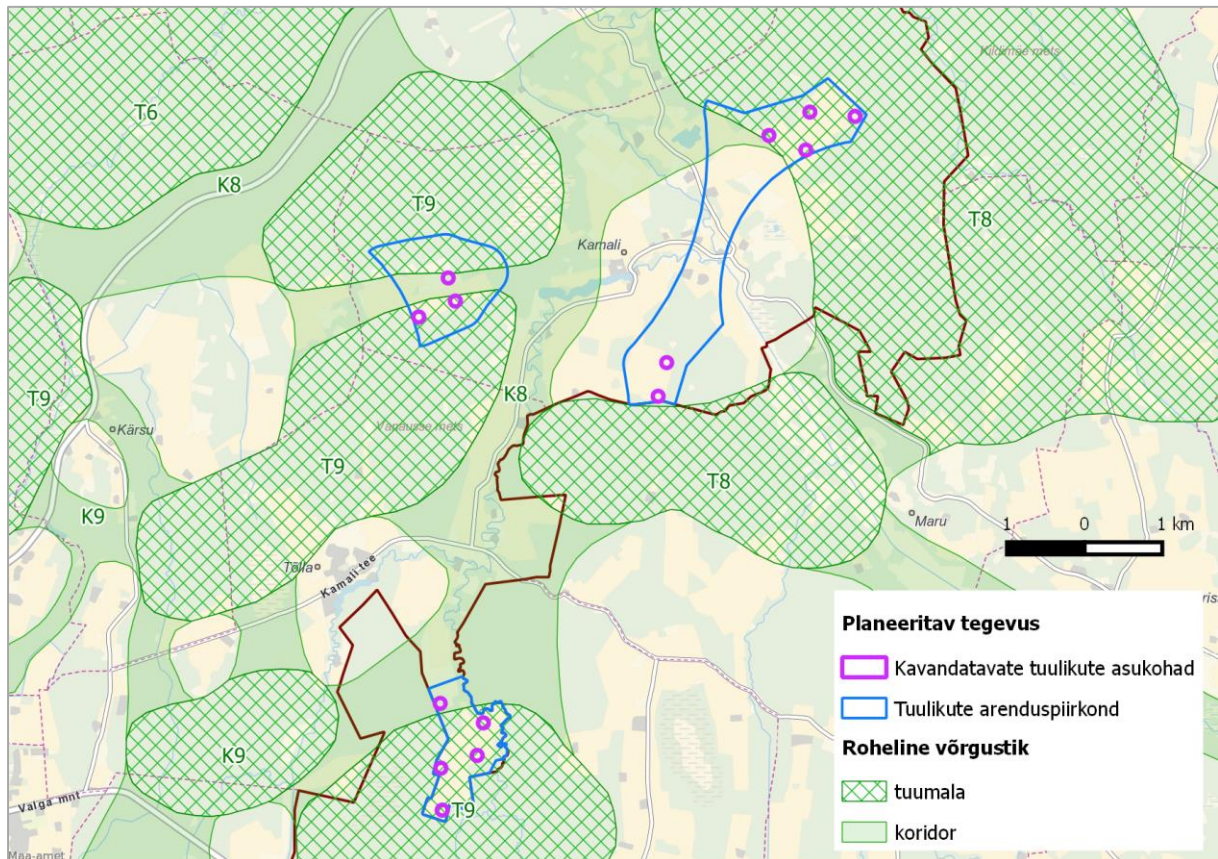 Kildimäe mets
T6
K8
T9
T8
Kamali
T9
Kärsu
K8
Vanausse mets
T9
T8
K9
Maru
1 0 1 km
Tõlla
Kamali tee
K9
T9
Valga mnt
Maa-amet
Planeeritav tegevus
Kavandatavate tuulikute asukohad
Tuulikute arenduspiirkond
Roheline võrgustik
tuumala
koridor